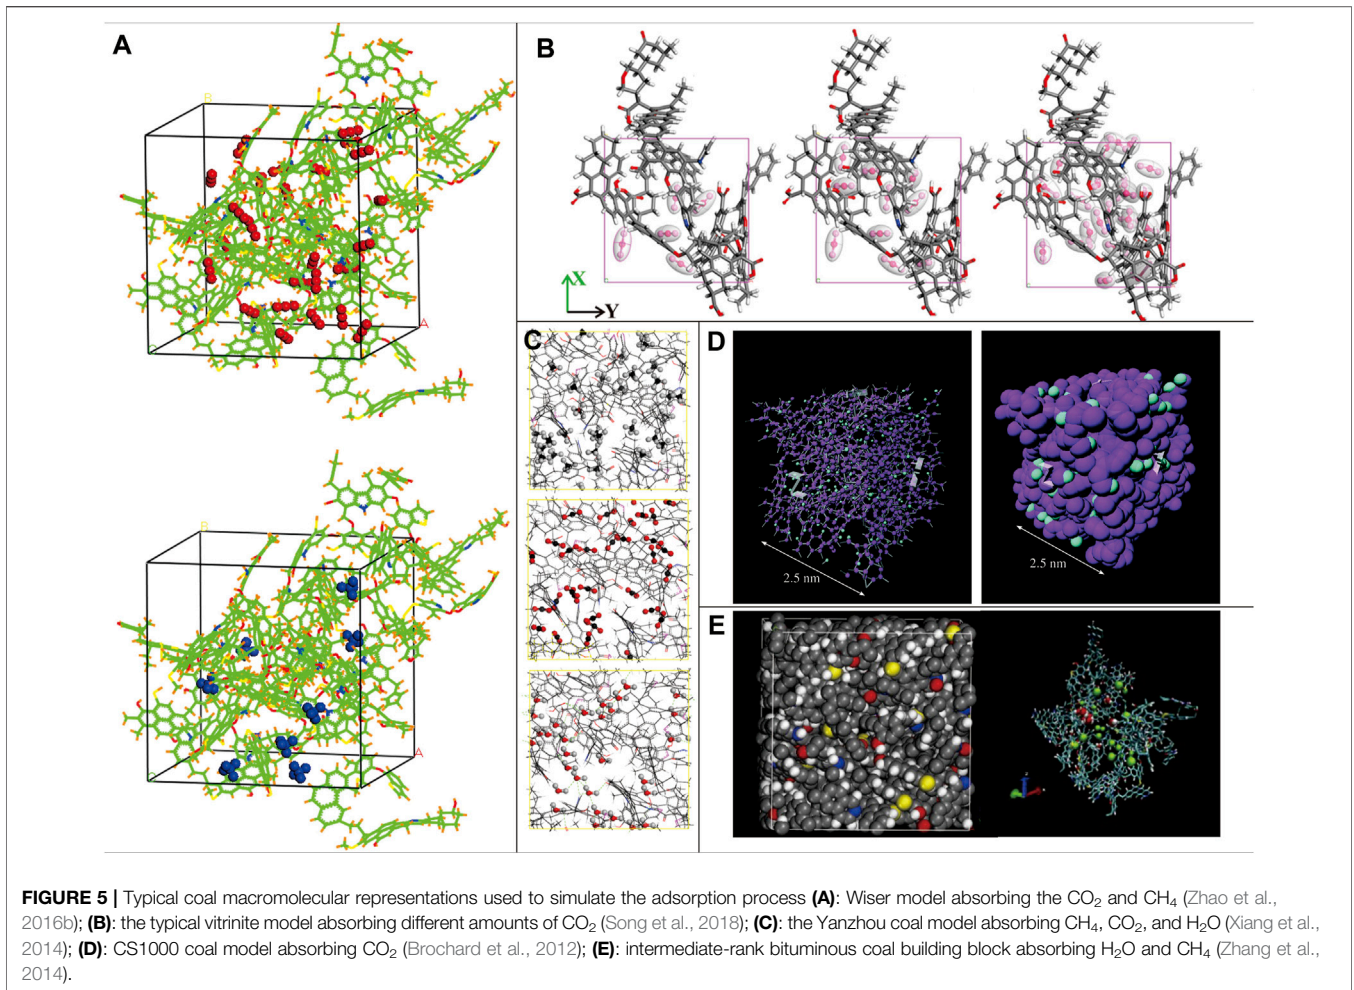 A
B
A
C
B
A
C
B
X
Y
C
D
2.5 nm
2.5 nm
E
FIGURE 5 | Typical coal macromolecular representations used to simulate the adsorption process (A): Wiser model absorbing the CO₂ and CH₄ (Zhao et al.,
2016b); (B): the typical vitrinite model absorbing different amounts of CO₂ (Song et al., 2018); (C): the Yanzhou coal model absorbing CH₄, CO₂, and H₂O (Xiang et al.,
2014); (D): CS1000 coal model absorbing CO₂ (Brochard et al., 2012); (E): intermediate-rank bituminous coal building block absorbing H₂O and CH₄ (Zhang et al.,
2014).